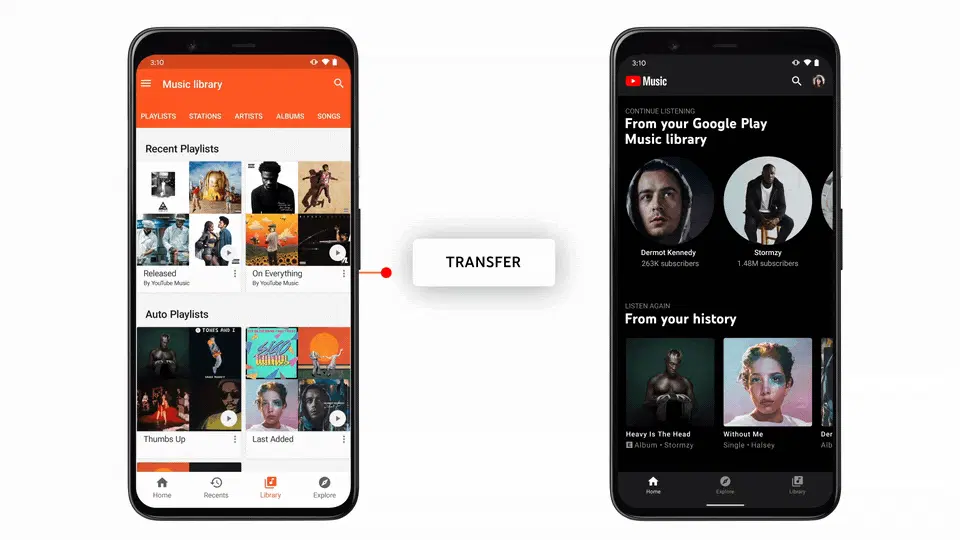 3:10
Music library
PLAYLISTS STATIONS ARTISTS ALBUMS SONGS
Recent Playlists
Released
By YouTube Music
On Everything
By YouTube Music
Auto Playlists
TONES AND I
Thumbs Up
Last Added
Home Recents Library Explore
TRANSFER
3:10
Music
CONTINUE LISTENING
From your Google Play
Music library
Dermot Kennedy
263K subscribers
Stormzy
1.48M subscribers
LISTEN AGAIN
From your history
Heavy Is The Head
E Album • Stormzy
Without Me
Single • Halsey
Der
Alb
Home Explore Library